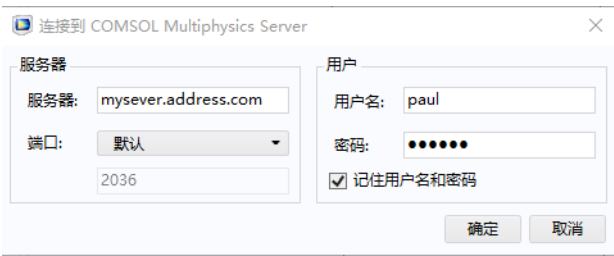 连接到 COMSOL Multiphysics Server
服务器
服务器: mysever.address.com
端口: 默认
2036
用户
用户名: paul
密码: ●●●●●●
记住用户名和密码
确定 取消